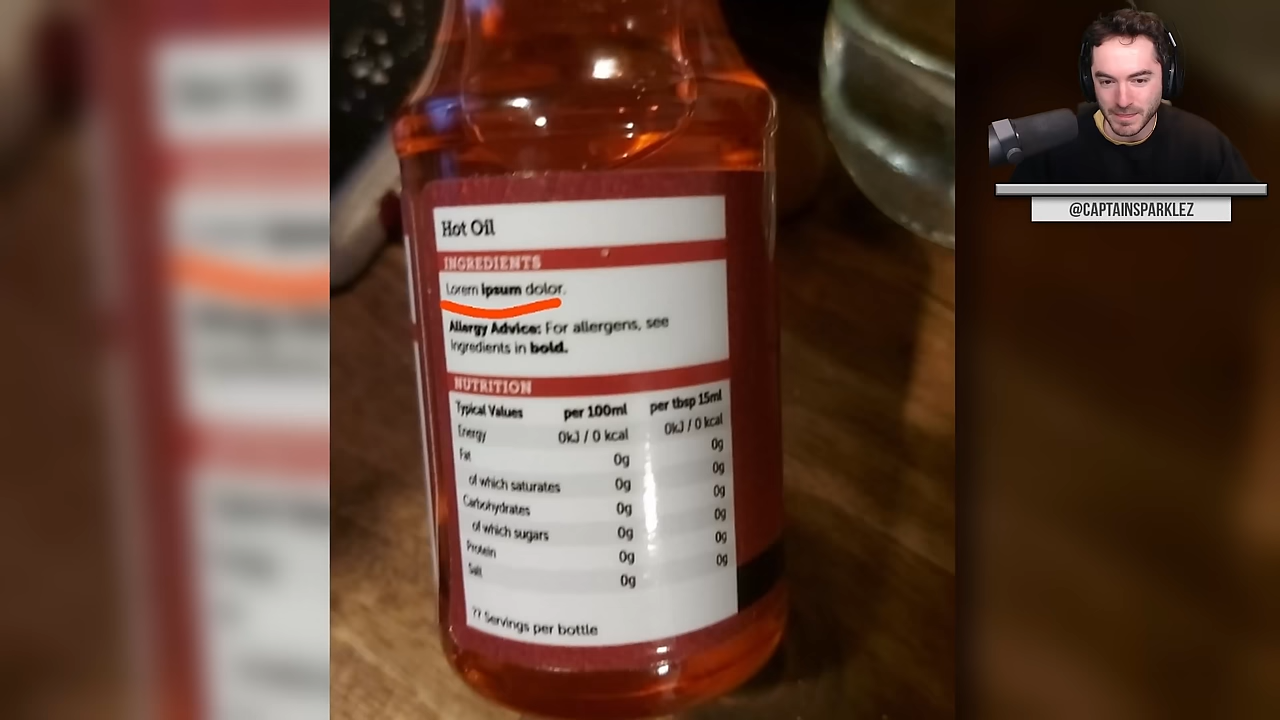 Hot Oil
INGREDIENTS
Lorem ipsum dolor.
Allergy Advice: For allergens, see
ingredients in bold.
NUTRITION
Typical Values per 100ml per tbsp 15ml
Energy 0kJ / 0 kcal 0kJ / 0 kcal
Fat 0g 0g
of which saturates 0g 0g
Carbohydrates 0g 0g
of which sugars 0g 0g
Protein 0g 0g
Salt 0g 0g
?? Servings per bottle
@CAPTAINSPARKLEZ